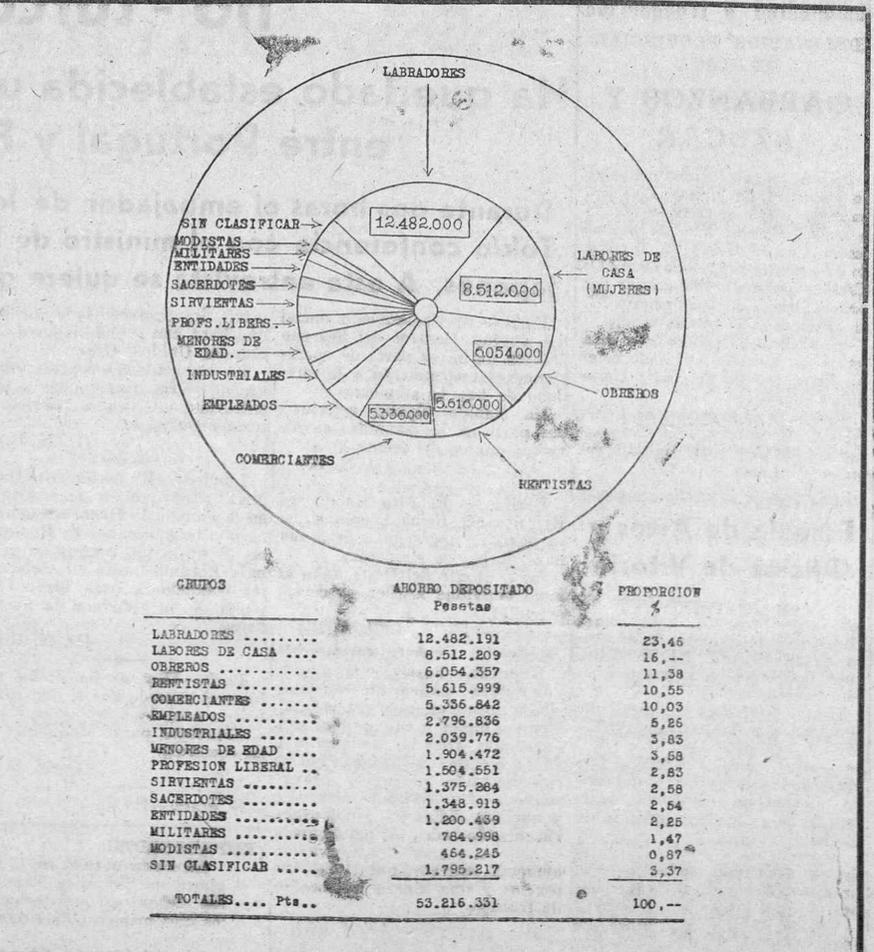 LABRADORES
12.482.000
SIN CLASIFICAR
MODISTAS
MILITARES
ENTIDADES
SACERDOTES
SIRVIENTAS
PROFS.LIBERS.
MENORES DE
EDAD.
INDUSTRIALES
EMPLEADOS
COMERCIANTES
LABORES DE
CASA
(MUJERES)
8.512.000
6.054.000
OBREROS
5.616.000
5.336.000
RENTISTAS
GRUPOS AHORRO DEPOSITADO PROPORCION
Pesetas %
LABRADORES ........ 12.482.191 23,46
LABORES DE CASA .... 8.512.209 16,--
OBREROS ........... 6.054.357 11,38
RENTISTAS ......... 5.615.999 10,55
COMERCIANTES ...... 5.336.842 10,03
EMPLEADOS ......... 2.796.836 5,26
INDUSTRIALES ...... 2.039.776 3,83
MENORES DE EDAD .... 1.904.472 3,58
PROFESION LIBERAL .. 1.504.551 2,83
SIRVIENTAS ........ 1.375.284 2,58
SACERDOTES ........ 1.348.915 2,54
ENTIDADES ......... 1.200.439 2,25
MILITARES ......... 784.998 1,47
MODISTAS .......... 464.245 0,87
SIN CLASIFICAR ..... 1.795.217 3,37
TOTALES.... Pts.. 53.216.331 100,--